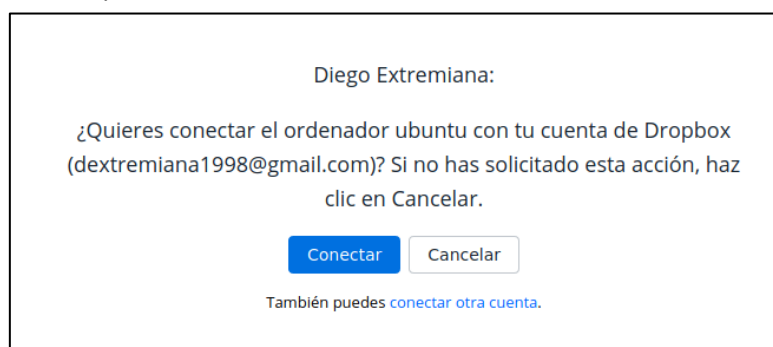 Diego Extremiana:
¿Quieres conectar el ordenador ubuntu con tu cuenta de Dropbox
(dextremiana1998@gmail.com)? Si no has solicitado esta acción, haz
clic en Cancelar.
Conectar Cancelar
También puedes conectar otra cuenta.